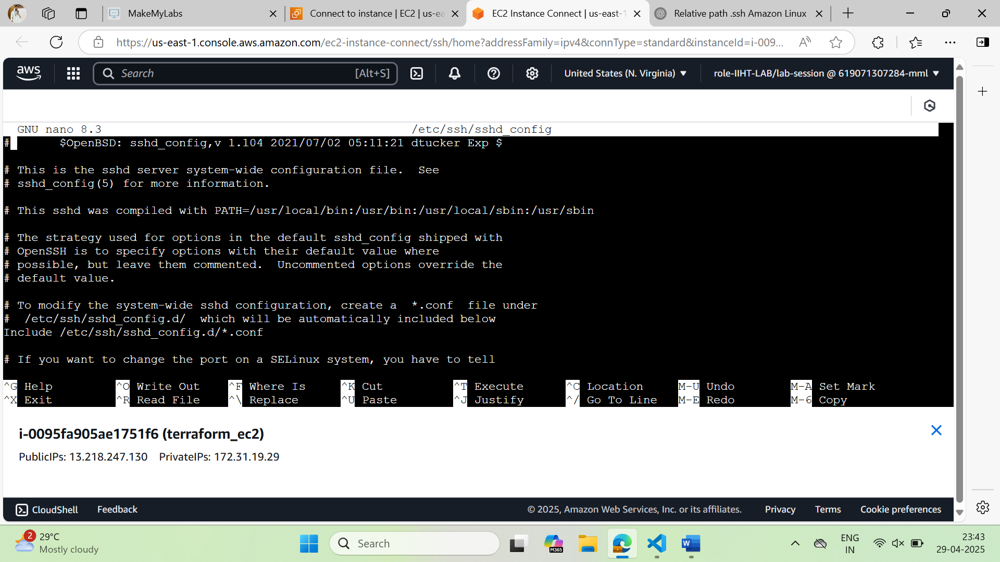 MakeMyLabs
Connect to instance | EC2 | us-ea
EC2 Instance Connect | us-east-1
Relative path .ssh Amazon Linux
https://us-east-1.console.aws.amazon.com/ec2-instance-connect/ssh/home?addressFamily=ipv4&connType=standard&instanceId=i-009...
aws
Search
[Alt+S]
United States (N. Virginia)
role-IIHT-LAB/lab-session @ 619071307284-mml
GNU nano 8.3 /etc/ssh/sshd_config
# $OpenBSD: sshd_config,v 1.104 2021/07/02 05:11:21 dtucker Exp $
# This is the sshd server system-wide configuration file.  See
# sshd_config(5) for more information.
# This sshd was compiled with PATH=/usr/local/bin:/usr/bin:/usr/local/sbin:/usr/sbin
# The strategy used for options in the default sshd_config shipped with
# OpenSSH is to specify options with their default value where
# possible, but leave them commented.  Uncommented options override the
# default value.
# To modify the system-wide sshd configuration, create a  *.conf  file under
#  /etc/ssh/sshd_config.d/  which will be automatically included below
Include /etc/ssh/sshd_config.d/*.conf
# If you want to change the port on a SELinux system, you have to tell
^G Help ^O Write Out ^F Where Is ^K Cut ^T Execute ^C Location M-U Undo M-A Set Mark
^X Exit ^R Read File ^\ Replace ^U Paste ^J Justify ^/ Go To Line M-E Redo M-6 Copy
i-0095fa905ae1751f6 (terraform_ec2)
PublicIPs: 13.218.247.130 PrivateIPs: 172.31.19.29
CloudShell Feedback © 2025, Amazon Web Services, Inc. or its affiliates. Privacy Terms Cookie preferences
2
29°C
Mostly cloudy
Search
M365
ENG
IN
23:43
29-04-2025